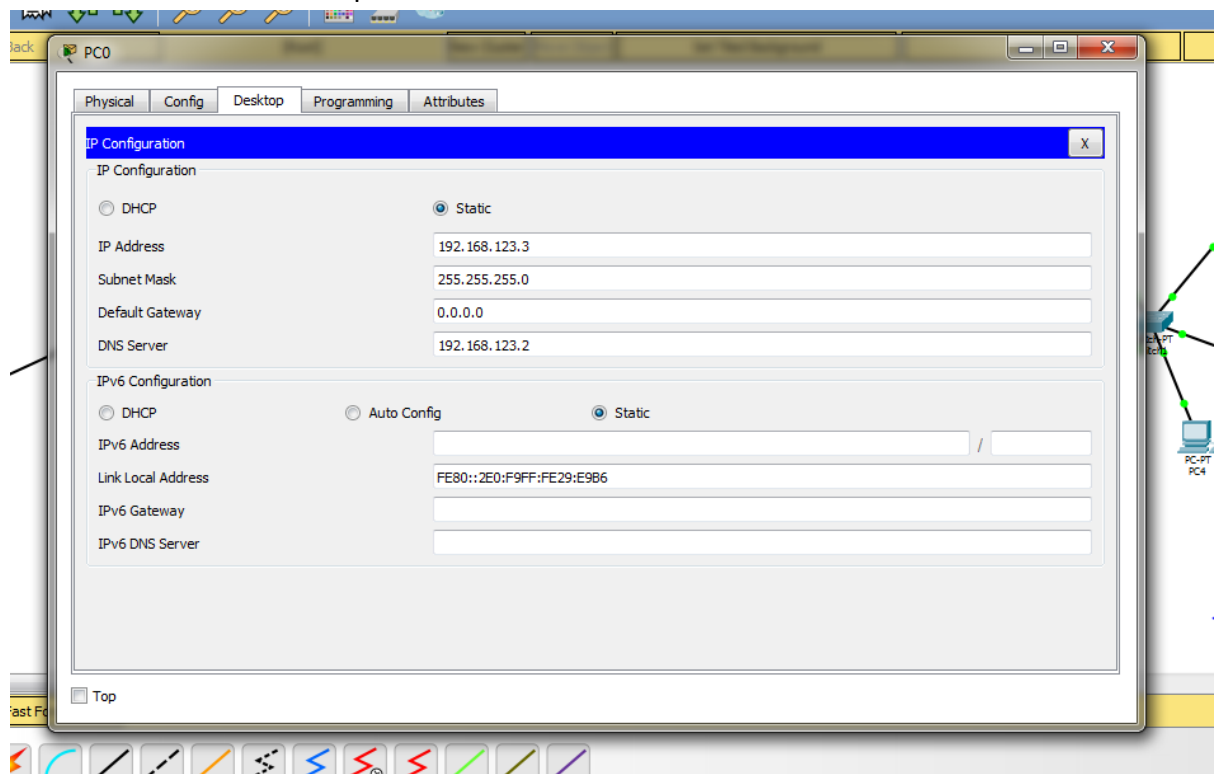 Back
PC0
Physical Config Desktop Programming Attributes
IP Configuration X
IP Configuration
DHCP Static
IP Address 192.168.123.3
Subnet Mask 255.255.255.0
Default Gateway 0.0.0.0
DNS Server 192.168.123.2
IPv6 Configuration
DHCP Auto Config Static
IPv6 Address /
Link Local Address FE80::2E0:F9FF:FE29:E9B6
IPv6 Gateway
IPv6 DNS Server
PC-PT
PC4
Top